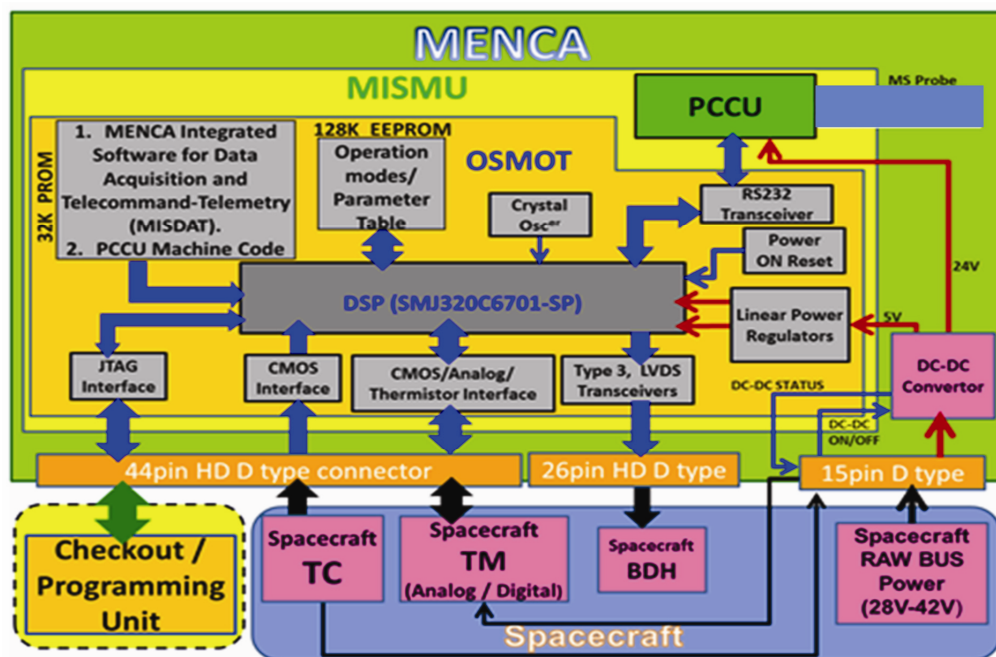 MENCA
MISMU
MS Probe
PCCU
32K PROM
1. MENCA Integrated
Software for Data
Acquisition and
Telecommand-Telemetry
(MISDAT).
2. PCCU Machine Code
128K EEPROM
Operation
modes/
Parameter
Table
OSMOT
Crystal
Oscᵉʳ
RS232
Transceiver
Power
ON Reset
24V
DSP (SMJ320C6701-SP)
Linear Power
Regulators
5V
JTAG
Interface
CMOS
Interface
CMOS/Analog/
Thermistor Interface
Type 3, LVDS
Transceivers
DC-DC STATUS
DC-DC
Convertor
DC-DC
ON/OFF
44pin HD D type connector
26pin HD D type
15pin D type
Checkout /
Programming
Unit
Spacecraft
TC
Spacecraft
TM
(Analog / Digital)
Spacecraft
BDH
Spacecraft
RAW BUS
Power
(28V-42V)
Spacecraft